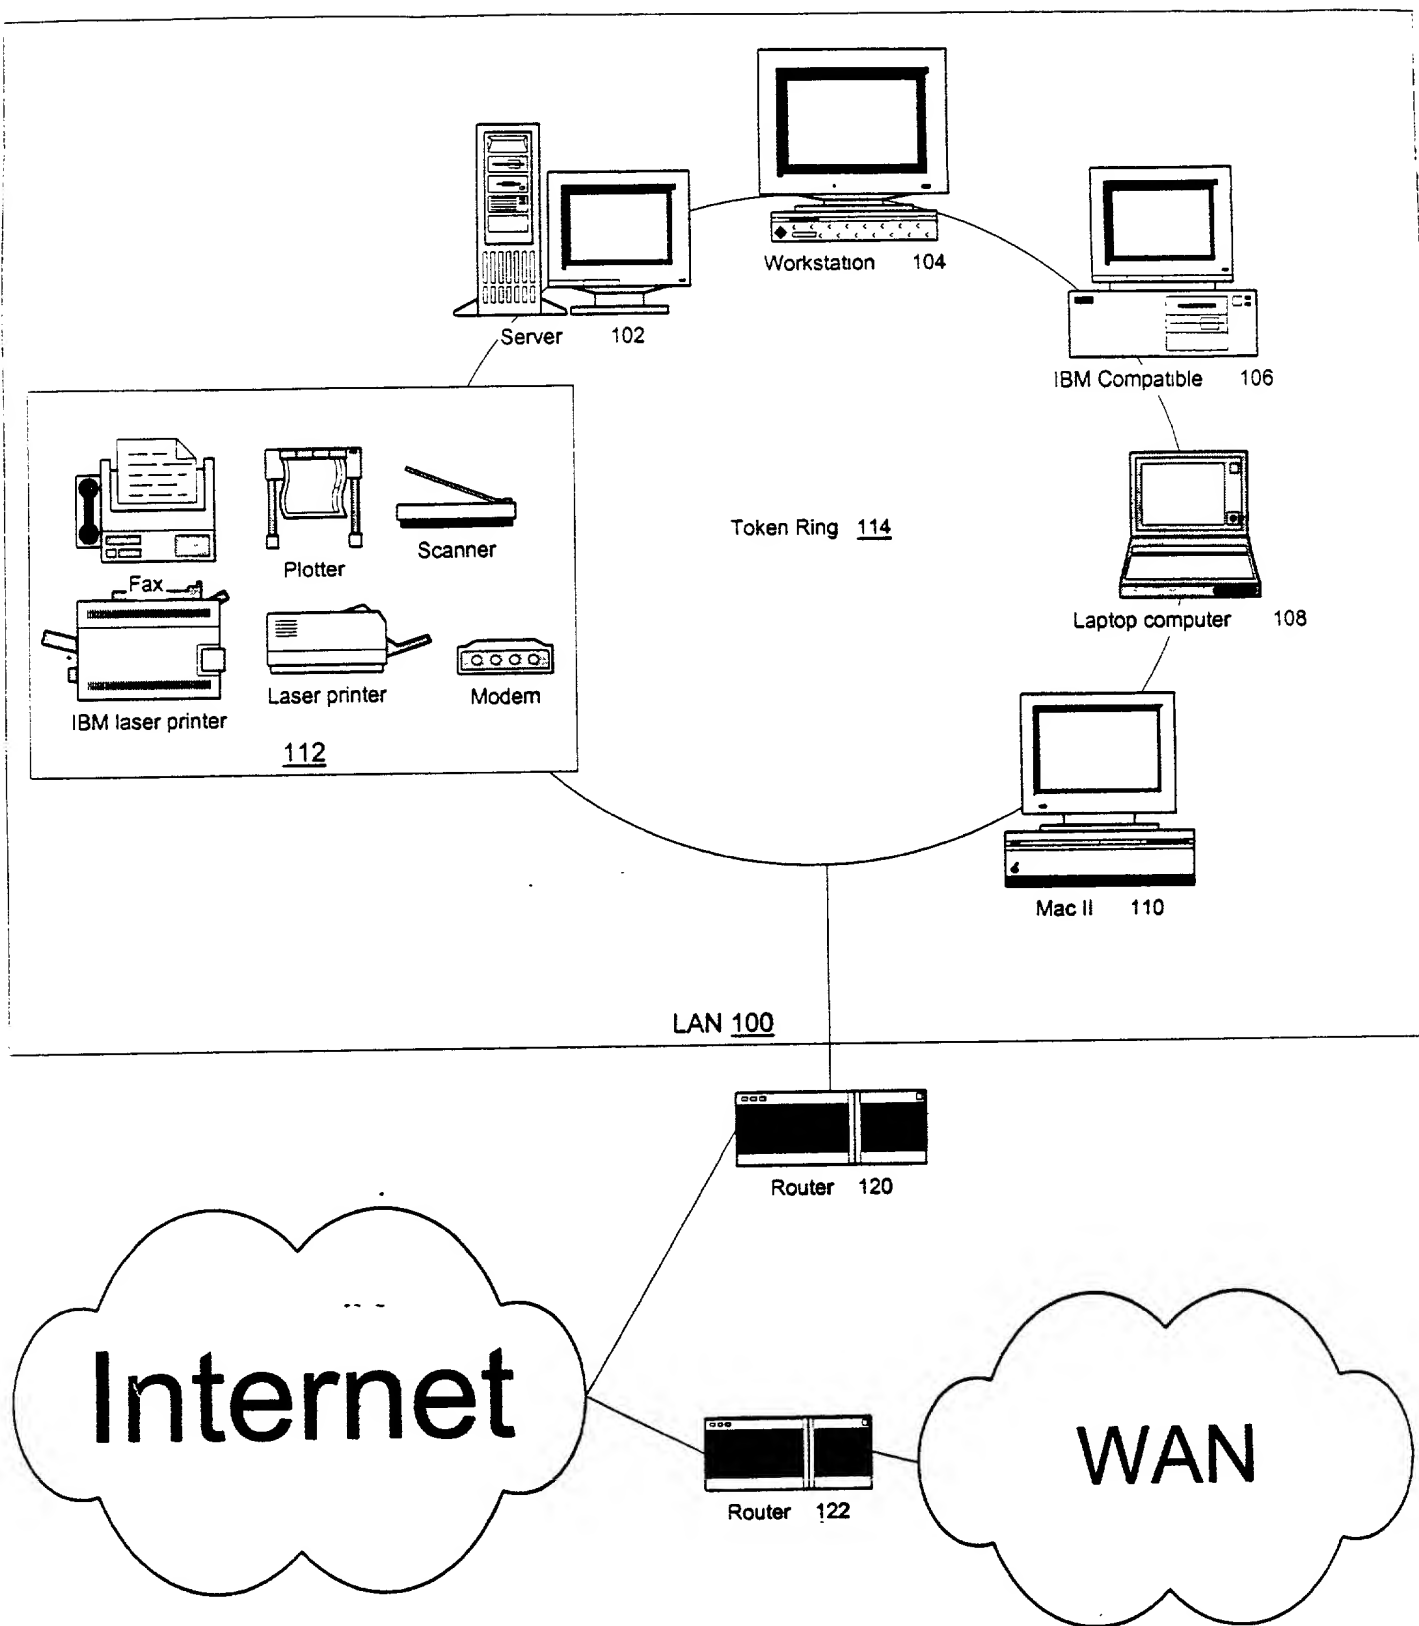 Workstation 104
Server 102
IBM Compatible 106
Token Ring 114
Scanner
Plotter
Fax
Laptop computer 108
Laser printer
Modem
IBM laser printer
112
Mac II 110
LAN 100
Router 120
Internet
WAN
Router 122